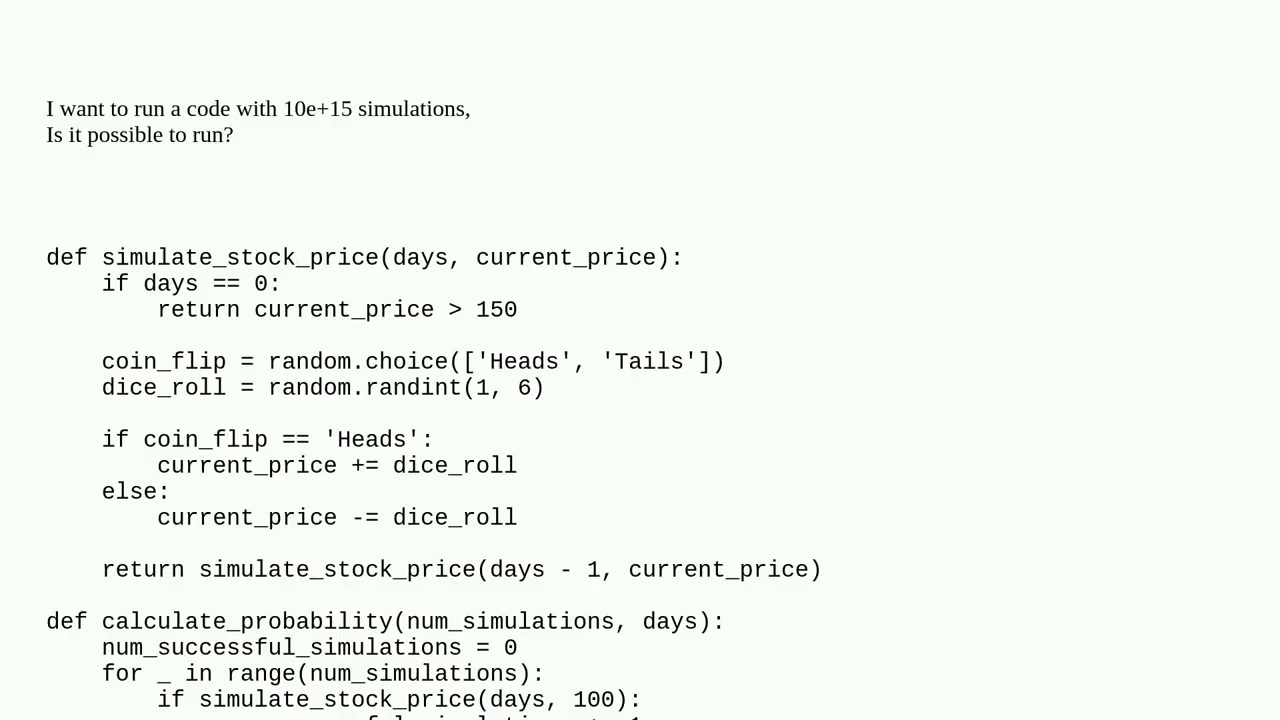 I want to run a code with 10e+15 simulations,
Is it possible to run?
def simulate_stock_price(days, current_price):
    if days == 0:
        return current_price > 150
    coin_flip = random.choice(['Heads', 'Tails'])
    dice_roll = random.randint(1, 6)
    if coin_flip == 'Heads':
        current_price += dice_roll
    else:
        current_price -= dice_roll
    return simulate_stock_price(days - 1, current_price)
def calculate_probability(num_simulations, days):
    num_successful_simulations = 0
    for _ in range(num_simulations):
        if simulate_stock_price(days, 100):